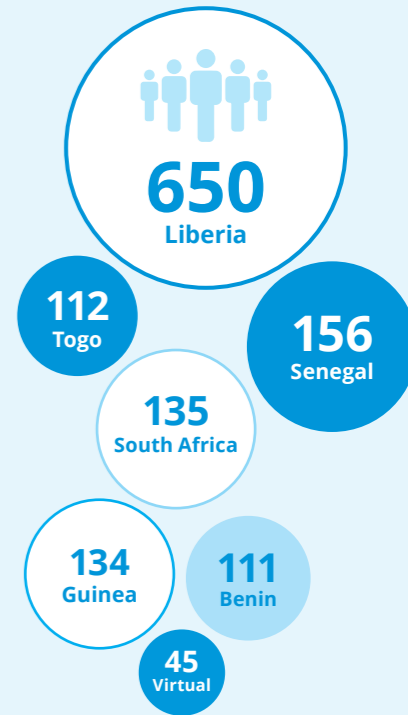 650
Liberia
112
Togo
156
Senegal
135
South Africa
134
Guinea
111
Benin
45
Virtual